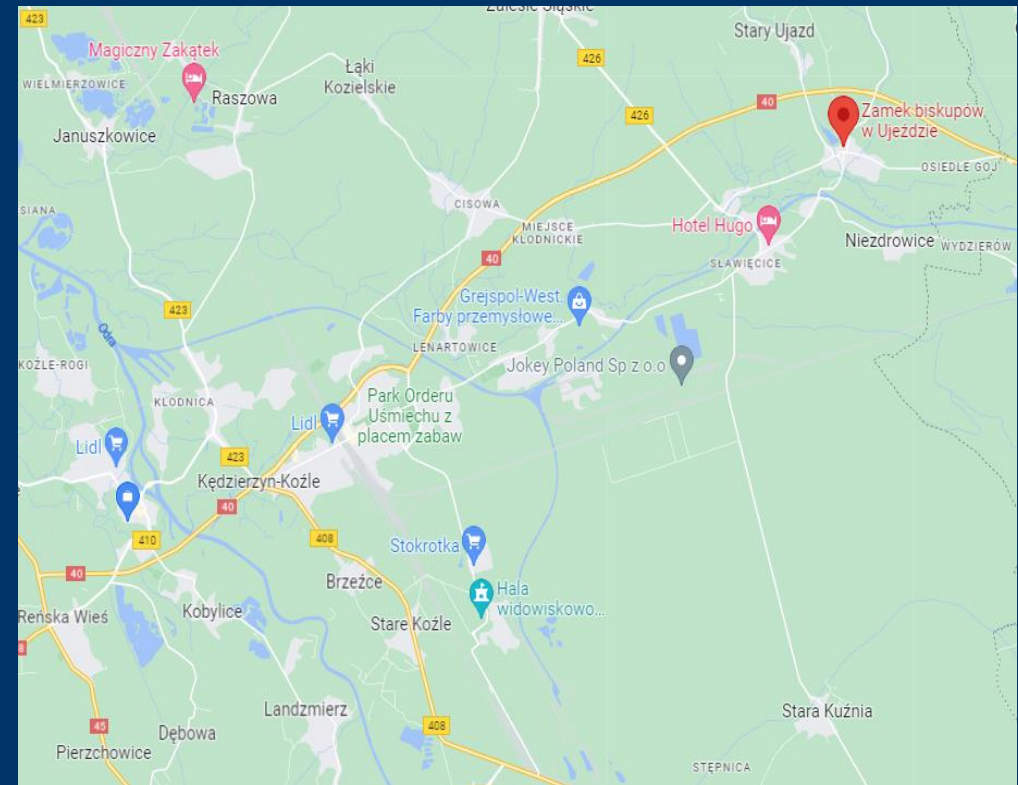 423
Zalesie Śląskie
Stary Ujazd
Magiczny Zakątek
426
WIELMIERZOWICE
Łąki
Kozielskie
Raszowa
40
Zamek biskupów
w Ujeździe
426
Januszkowice
OSIEDLE GOJ
CISOWA
SIANA
MIEJSCE
KŁODNICKIE
Hotel Hugo
Niezdrowice
WYDZIERÓW
40
SŁAWIĘCICE
Grejspol-West.
Farby przemysłowe...
423
Odra
LENARTOWICE
KOŹLE-ROGI
Jokey Poland Sp z o.o
KŁODNICA
Park Orderu
Uśmiechu z
placem zabaw
Lidl
Lidl
423
Kędzierzyn-Koźle
40
408
410
Stokrotka
40
Brzeźce
Hala
widowiskowo...
Reńska Wieś
Kobylice
Stare Koźle
Landzmierz
Stara Kuźnia
45
408
Dębowa
Pierzchowice
STĘPNICA